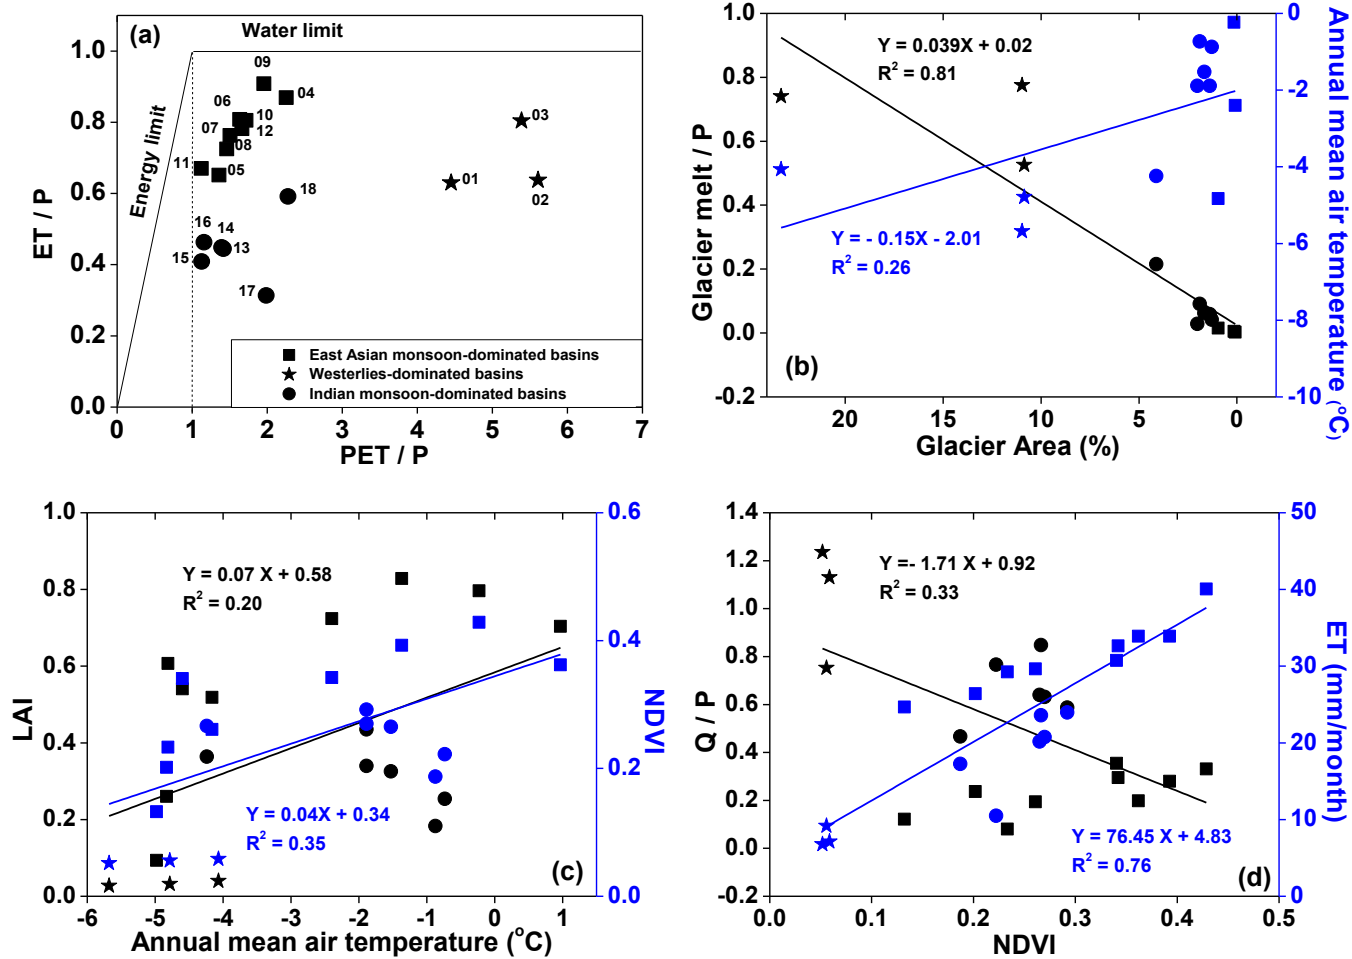 (a)
Water limit
Energy limit
09
04
06
10
07
12
08
11
05
18
16
14
13
15
17
03
01
02
East Asian monsoon-dominated basins
Westerlies-dominated basins
Indian monsoon-dominated basins
1.0
0.8
0.6
0.4
0.2
0.0
ET / P
0 1 2 3 4 5 6 7
PET / P
1.0
0.8
0.6
0.4
0.2
0.0
-0.2
Glacier melt / P
Y = 0.039X + 0.02
R² = 0.81
Y = - 0.15X - 2.01
R² = 0.26
(b)
0
-2
-4
-6
-8
-10
Annual mean air temperature (°C)
20 15 10 5 0
Glacier Area (%)
1.0
0.8
0.6
0.4
0.2
0.0
LAI
Y = 0.07 X + 0.58
R² = 0.20
Y = 0.04X + 0.34
R² = 0.35
(c)
0.6
0.4
0.2
0.0
NDVI
-6 -5 -4 -3 -2 -1 0 1
Annual mean air temperature (°C)
1.4
1.2
1.0
0.8
0.6
0.4
0.2
0.0
-0.2
Q / P
Y =- 1.71 X + 0.92
R² = 0.33
Y = 76.45 X + 4.83
R² = 0.76
(d)
50
40
30
20
10
0
ET (mm/month)
0.0 0.1 0.2 0.3 0.4 0.5
NDVI